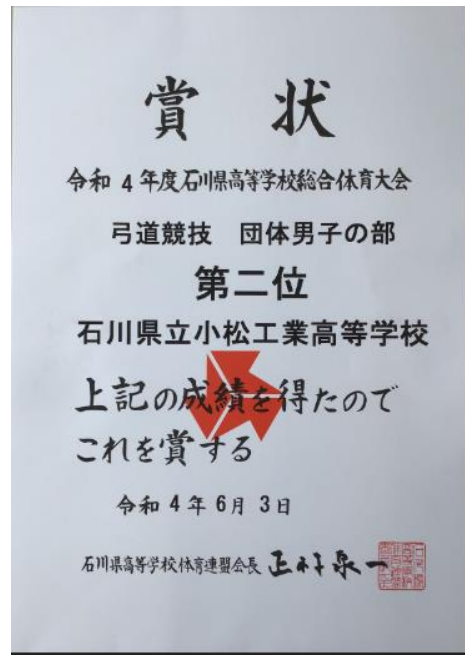 賞状
令和4年度石川県高等学校総合体育大会
弓道競技 団体男子の部
第二位
石川県立小松工業高等学校
上記の成績を得たので
これを賞する
令和4年6月3日
石川県高等学校体育連盟会長 正村泉一